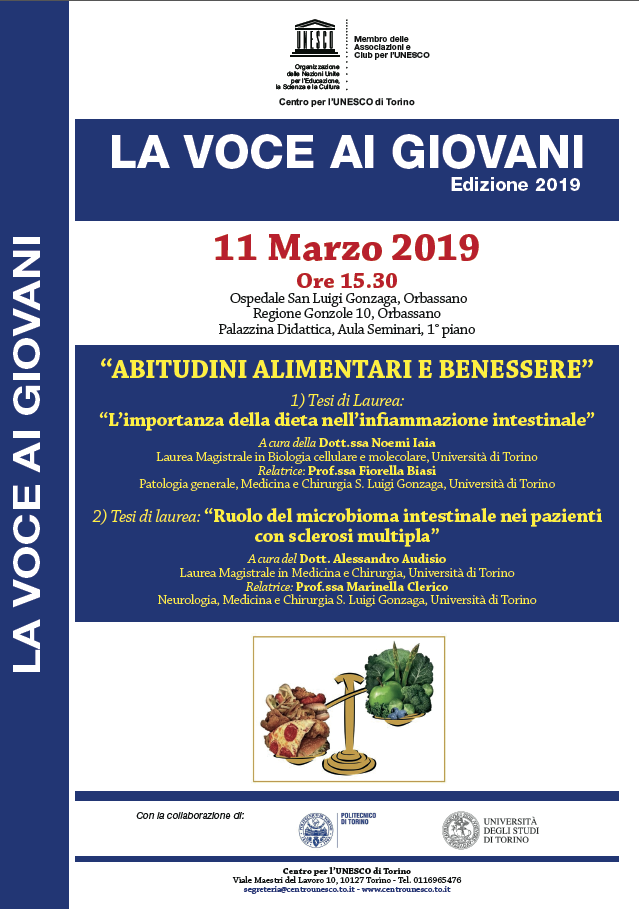 UNESCO
Organizzazione
delle Nazioni Unite
per l'Educazione,
la Scienza e la Cultura
Membro delle
Associazioni e
Club per l'UNESCO
Centro per l'UNESCO di Torino
LA VOCE AI GIOVANI
LA VOCE AI GIOVANI
Edizione 2019
11 Marzo 2019
Ore 15.30
Ospedale San Luigi Gonzaga, Orbassano
Regione Gonzole 10, Orbassano
Palazzina Didattica, Aula Seminari, 1° piano
“ABITUDINI ALIMENTARI E BENESSERE”
1) Tesi di Laurea:
“L’importanza della dieta nell’infiammazione intestinale”
A cura della Dott.ssa Noemi Iaia
Laurea Magistrale in Biologia cellulare e molecolare, Università di Torino
Relatrice: Prof.ssa Fiorella Biasi
Patologia generale, Medicina e Chirurgia S. Luigi Gonzaga, Università di Torino
2) Tesi di laurea: “Ruolo del microbioma intestinale nei pazienti
con sclerosi multipla”
A cura del Dott. Alessandro Audisio
Laurea Magistrale in Medicina e Chirurgia, Università di Torino
Relatrice: Prof.ssa Marinella Clerico
Neurologia, Medicina e Chirurgia S. Luigi Gonzaga, Università di Torino
Con la collaborazione di:
POLITECNICO
DI TORINO
UNIVERSITÀ
DEGLI STUDI
DI TORINO
Centro per l’UNESCO di Torino
Viale Maestri del Lavoro 10, 10127 Torino - Tel. 0116965476
segreteria@centrounesco.to.it - www.centrounesco.to.it